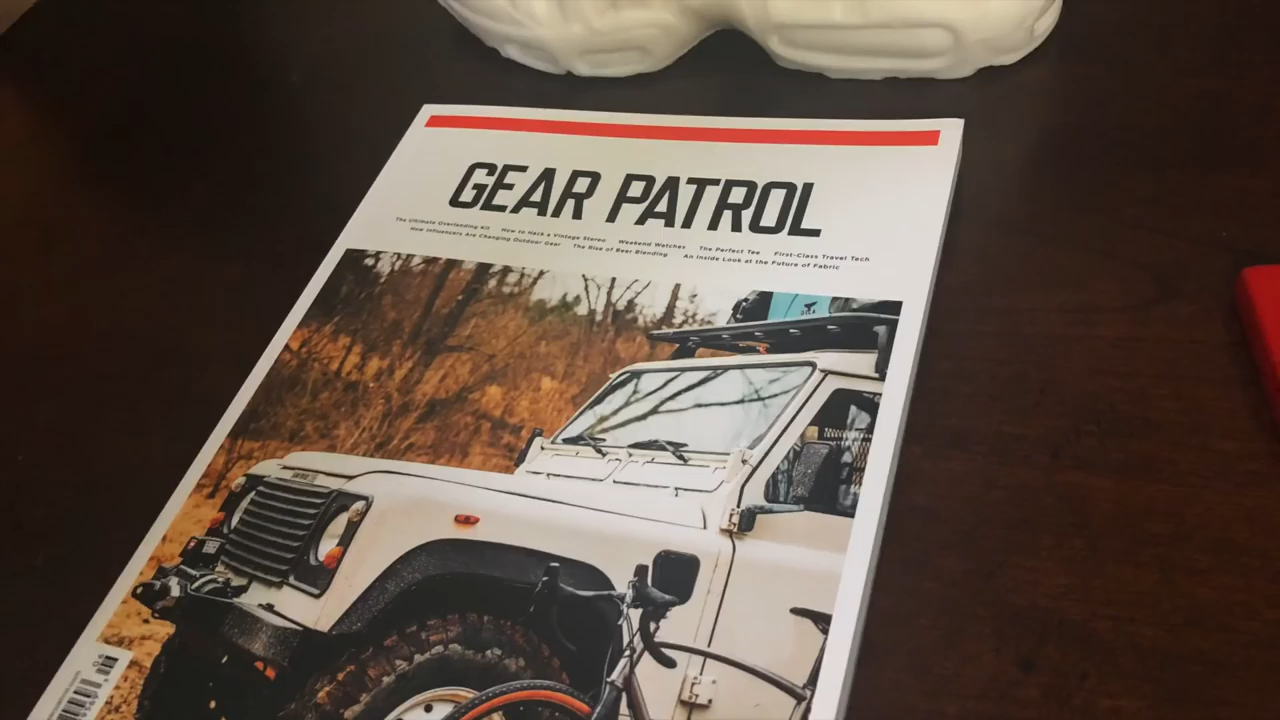 GEAR PATROL
The Ultimate Overlanding Kit How to Hack a Vintage Stereo Weekend Watches The Perfect Tee First-Class Travel Tech
How Influencers Are Changing Outdoor Gear The Rise of Beer Blending An Inside Look at the Future of Fabric